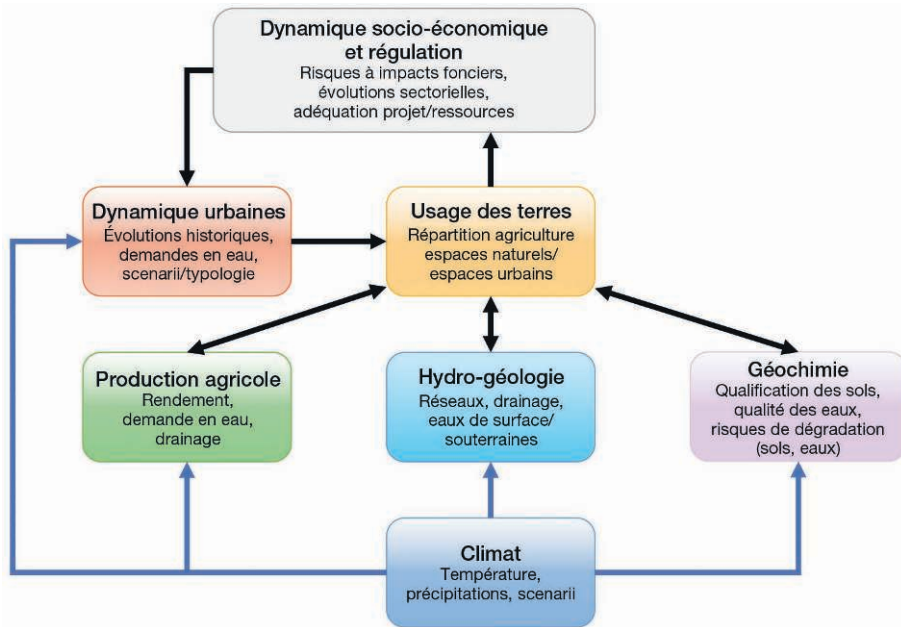 Dynamique socio-économique
et régulation
Risques à impacts fonciers,
évolutions sectorielles,
adéquation projet/ressources
Dynamique urbaines
Évolutions historiques,
demandes en eau,
scenarii/typologie
Usage des terres
Répartition agriculture
espaces naturels/
espaces urbains
Production agricole
Rendement,
demande en eau,
drainage
Hydro-géologie
Réseaux, drainage,
eaux de surface/
souterraines
Géochimie
Qualification des sols,
qualité des eaux,
risques de dégradation
(sols, eaux)
Climat
Température,
précipitations, scenarii